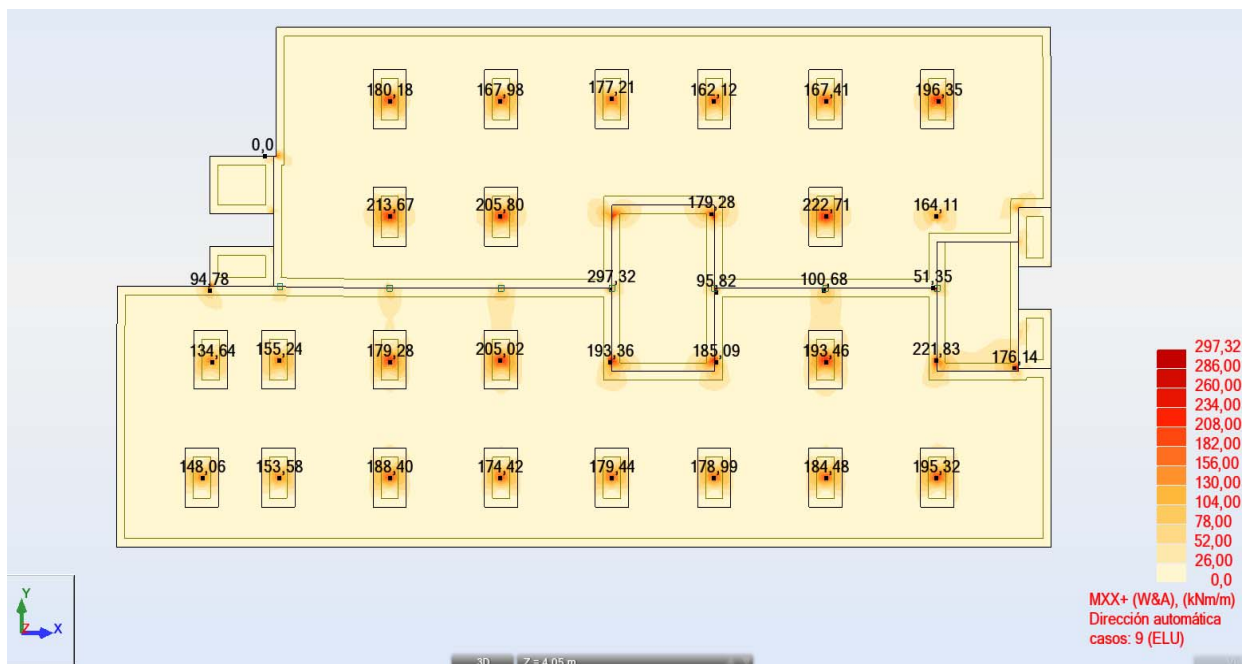 180,18 167,98 177,21 162,12 167,41 196,35
0,0
213,67 205,80 179,28 222,71 164,11
94,78 297,32 95,82 100,68 51,35
134,64 155,24 179,28 205,02 193,36 185,09 193,46 221,83 176,14
148,06 153,58 188,40 174,42 179,44 178,99 184,48 195,32
297,32
286,00
260,00
234,00
208,00
182,00
156,00
130,00
104,00
78,00
52,00
26,00
0,0
MXX+ (W&A), (kNm/m)
Dirección automática
casos: 9 (ELU)
Y
Z X
3D Z = 4,05 m